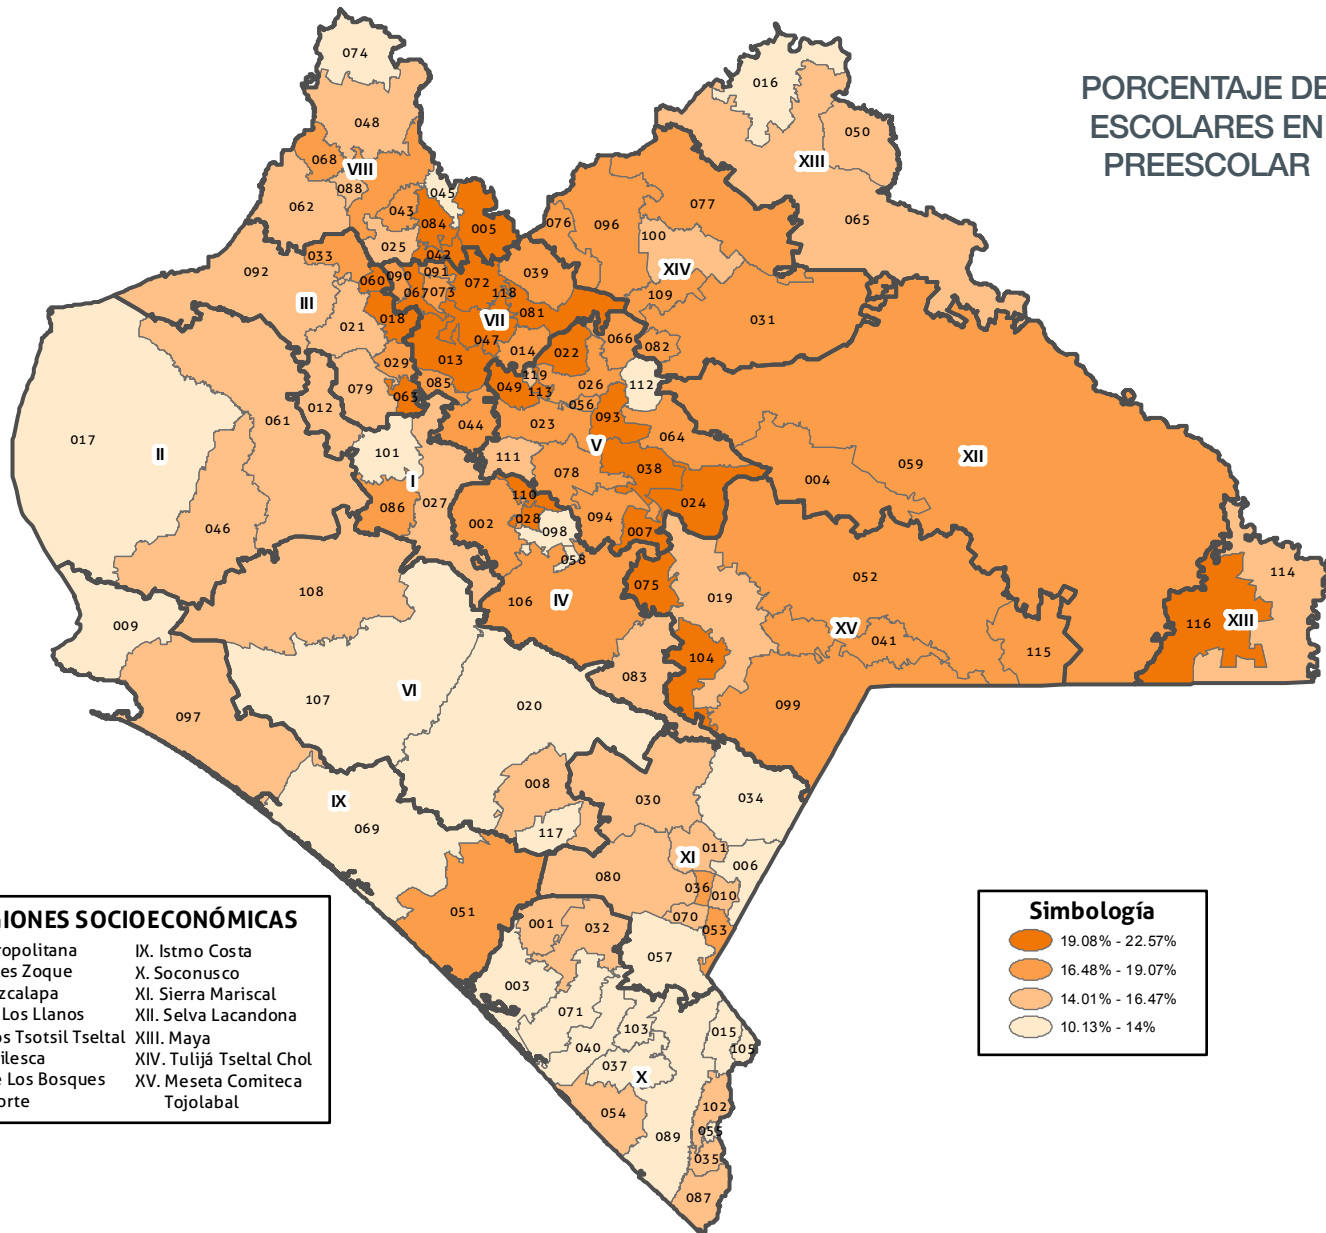 PORCENTAJE DE
ESCOLARES EN
PREESCOLAR
074
016
048
050
068
VIII
XIII
088
045
062
043
077
084
005
076
096
065
025
100
042
033
092
091
039
XIV
060
090
072
067
073
118
109
III
018
081
VII
031
021
047
066
082
014
022
013
029
119
079
085
049
026
112
063
113
012
056
093
061
044
023
064
017
101
V
II
111
XII
I
078
038
059
004
110
024
027
086
028
002
094
046
098
007
058
114
052
075
108
106
IV
019
009
116
XIII
XV
041
115
104
083
VI
107
020
099
097
008
034
IX
030
069
117
011
XI
006
080
036
010
051
070
001
032
053
057
003
071
103
015
105
040
037
X
054
102
089
055
035
087
GIONES SOCIOECONÓMICAS
ropolitana
es Zoque
zcalapa
Los Llanos
os Tsotsil Tseltal
ilesca
e Los Bosques
orte
IX. Istmo Costa
X. Soconusco
XI. Sierra Mariscal
XII. Selva Lacandona
XIII. Maya
XIV. Tulijá Tseltal Chol
XV. Meseta Comiteca
Tojolabal
Simbología
19.08% - 22.57%
16.48% - 19.07%
14.01% - 16.47%
10.13% - 14%